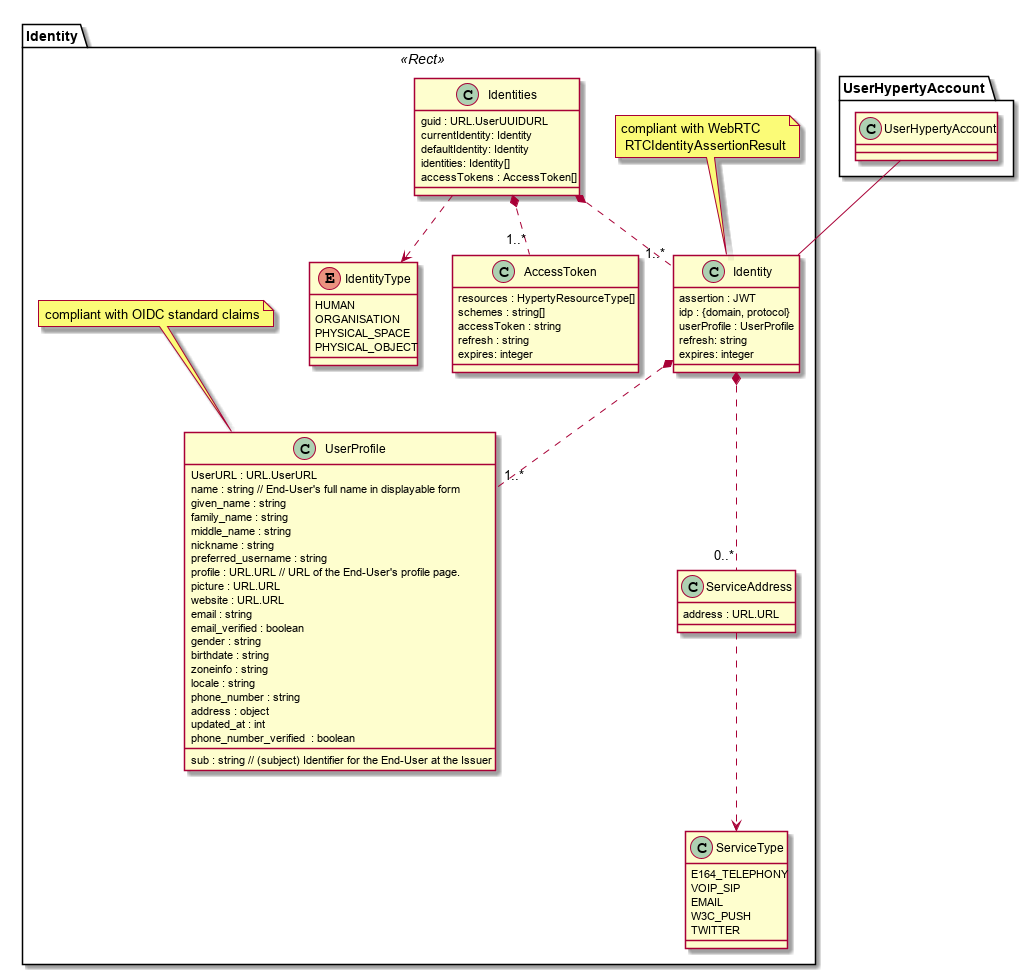 Identity
«Rect»
C Identities
guid : URL.UserUUIDURL
currentIdentity: Identity
defaultIdentity: Identity
identities: Identity[]
accessTokens : AccessToken[]
compliant with WebRTC
RTCIdentityAssertionResult
UserHypertyAccount
C UserHypertyAccount
1..*
1..*
E IdentityType
HUMAN
ORGANISATION
PHYSICAL_SPACE
PHYSICAL_OBJECT
C AccessToken
resources : HypertyResourceType[]
schemes : string[]
accessToken : string
refresh : string
expires: integer
C Identity
assertion : JWT
idp : {domain, protocol}
userProfile : UserProfile
refresh: string
expires: integer
compliant with OIDC standard claims
C UserProfile
UserURL : URL.UserURL
name : string // End-User's full name in displayable form
given_name : string
family_name : string
middle_name : string
nickname : string
preferred_username : string
profile : URL.URL // URL of the End-User's profile page.
picture : URL.URL
website : URL.URL
email : string
email_verified : boolean
gender : string
birthdate : string
zoneinfo : string
locale : string
phone_number : string
address : object
updated_at : int
phone_number_verified  : boolean
sub : string // (subject) Identifier for the End-User at the Issuer
1..*
0..*
C ServiceAddress
address : URL.URL
C ServiceType
E164_TELEPHONY
VOIP_SIP
EMAIL
W3C_PUSH
TWITTER